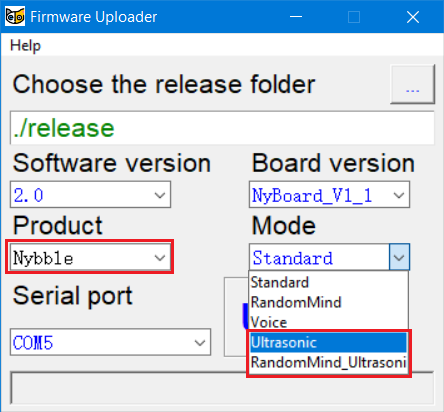 Firmware Uploader
Help
Choose the release folder
...
./release
Software version
Board version
2.0
NyBoard_V1_1
Product
Mode
Nybble
Standard
Standard
RandomMind
Voice
Ultrasonic
RandomMind_Ultrasoni
Serial port
COM5